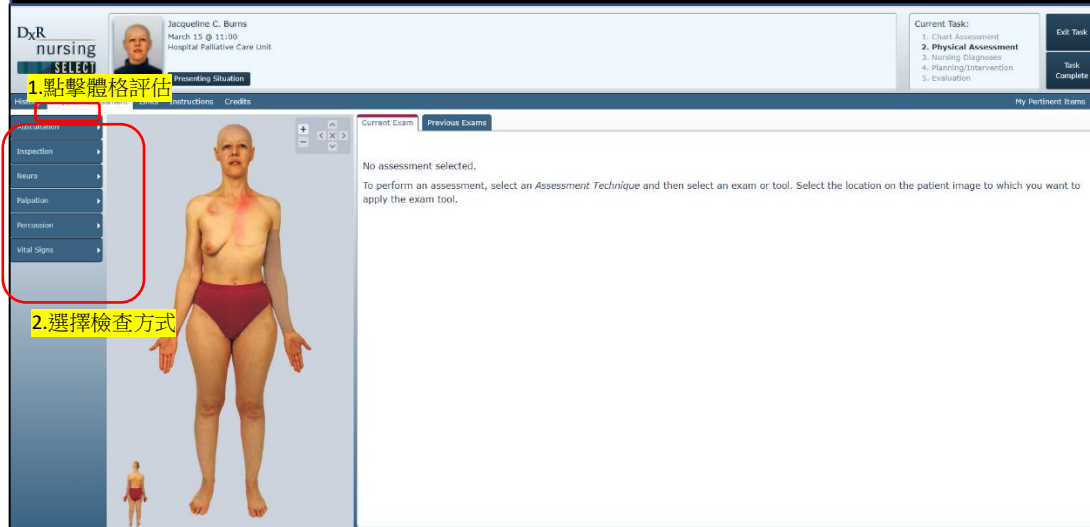 DxR
nursing
SELECT
Jacqueline C. Burns
March 15 @ 11:00
Hospital Palliative Care Unit
Presenting Situation
Current Task:
1. Chart Assessment
2. Physical Assessment
3. Nursing Diagnoses
4. Planning/Intervention
5. Evaluation
Exit Task
Task
Complete
1.點擊體格評估
Instructions Credits
My Pertinent Items
Auscultation
Inspection
Neuro
Palpation
Percussion
Vital Signs
2.選擇檢查方式
Current Exam Previous Exams
No assessment selected.
To perform an assessment, select an Assessment Technique and then select an exam or tool. Select the location on the patient image to which you want to
apply the exam tool.